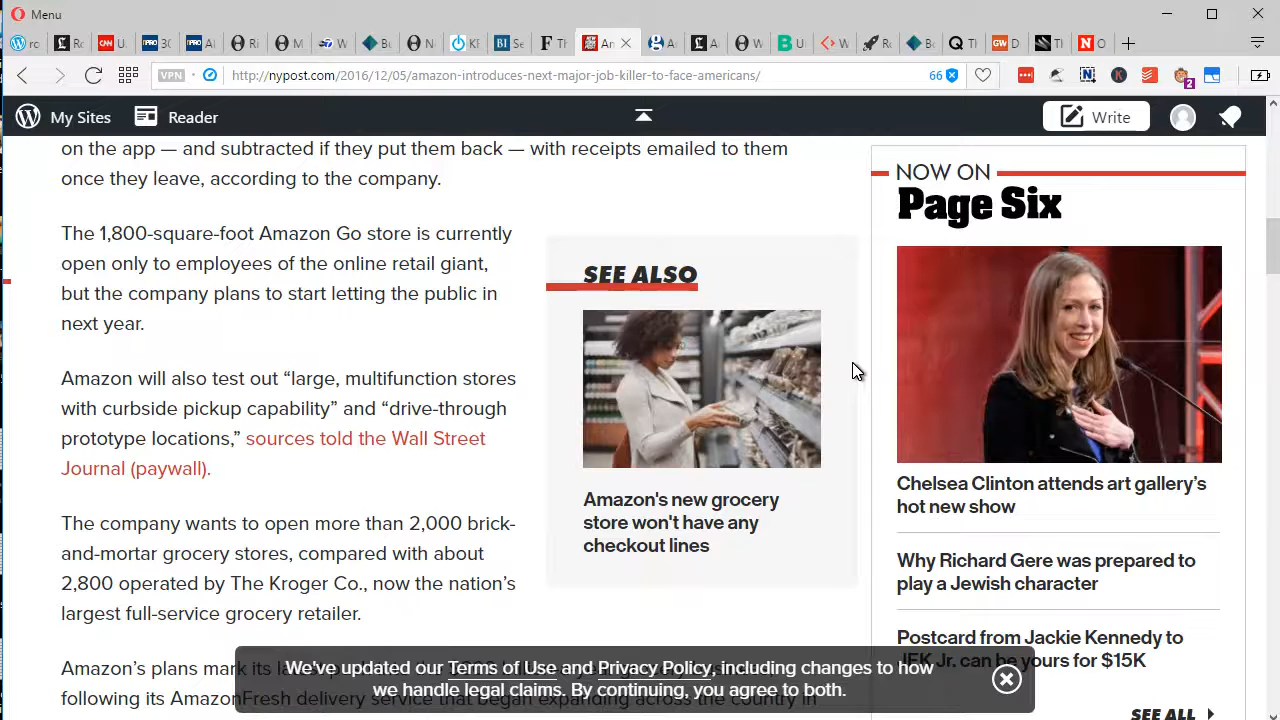 Menu
VPN
http://nypost.com/2016/12/05/amazon-introduces-next-major-job-killer-to-face-americans/
66
2
My Sites
Reader
Write
on the app — and subtracted if they put them back — with receipts emailed to them
once they leave, according to the company.
The 1,800-square-foot Amazon Go store is currently
open only to employees of the online retail giant,
but the company plans to start letting the public in
next year.
Amazon will also test out “large, multifunction stores
with curbside pickup capability” and “drive-through
prototype locations,” sources told the Wall Street
Journal (paywall).
The company wants to open more than 2,000 brick-
and-mortar grocery stores, compared with about
2,800 operated by The Kroger Co., now the nation’s
largest full-service grocery retailer.
Amazon’s plans mark its
following its AmazonFresh delivery service that began expanding across the country in
SEE ALSO
Amazon's new grocery
store won't have any
checkout lines
NOW ON
Page Six
Chelsea Clinton attends art gallery’s
hot new show
Why Richard Gere was prepared to
play a Jewish character
Postcard from Jackie Kennedy to
JFK Jr. can be yours for $15K
SEE ALL
We've updated our Terms of Use and Privacy Policy, including changes to how
we handle legal claims. By continuing, you agree to both.